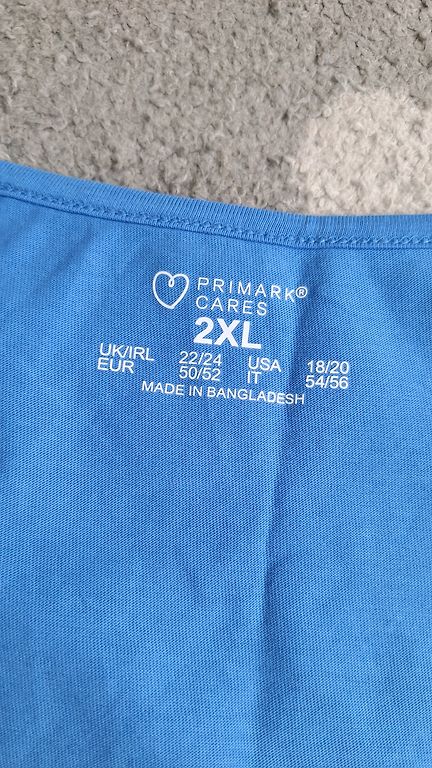 PRIMARK®
CARES
2XL
UK/IRL 22/24 USA 18/20
EUR 50/52 IT 54/56
MADE IN BANGLADESH